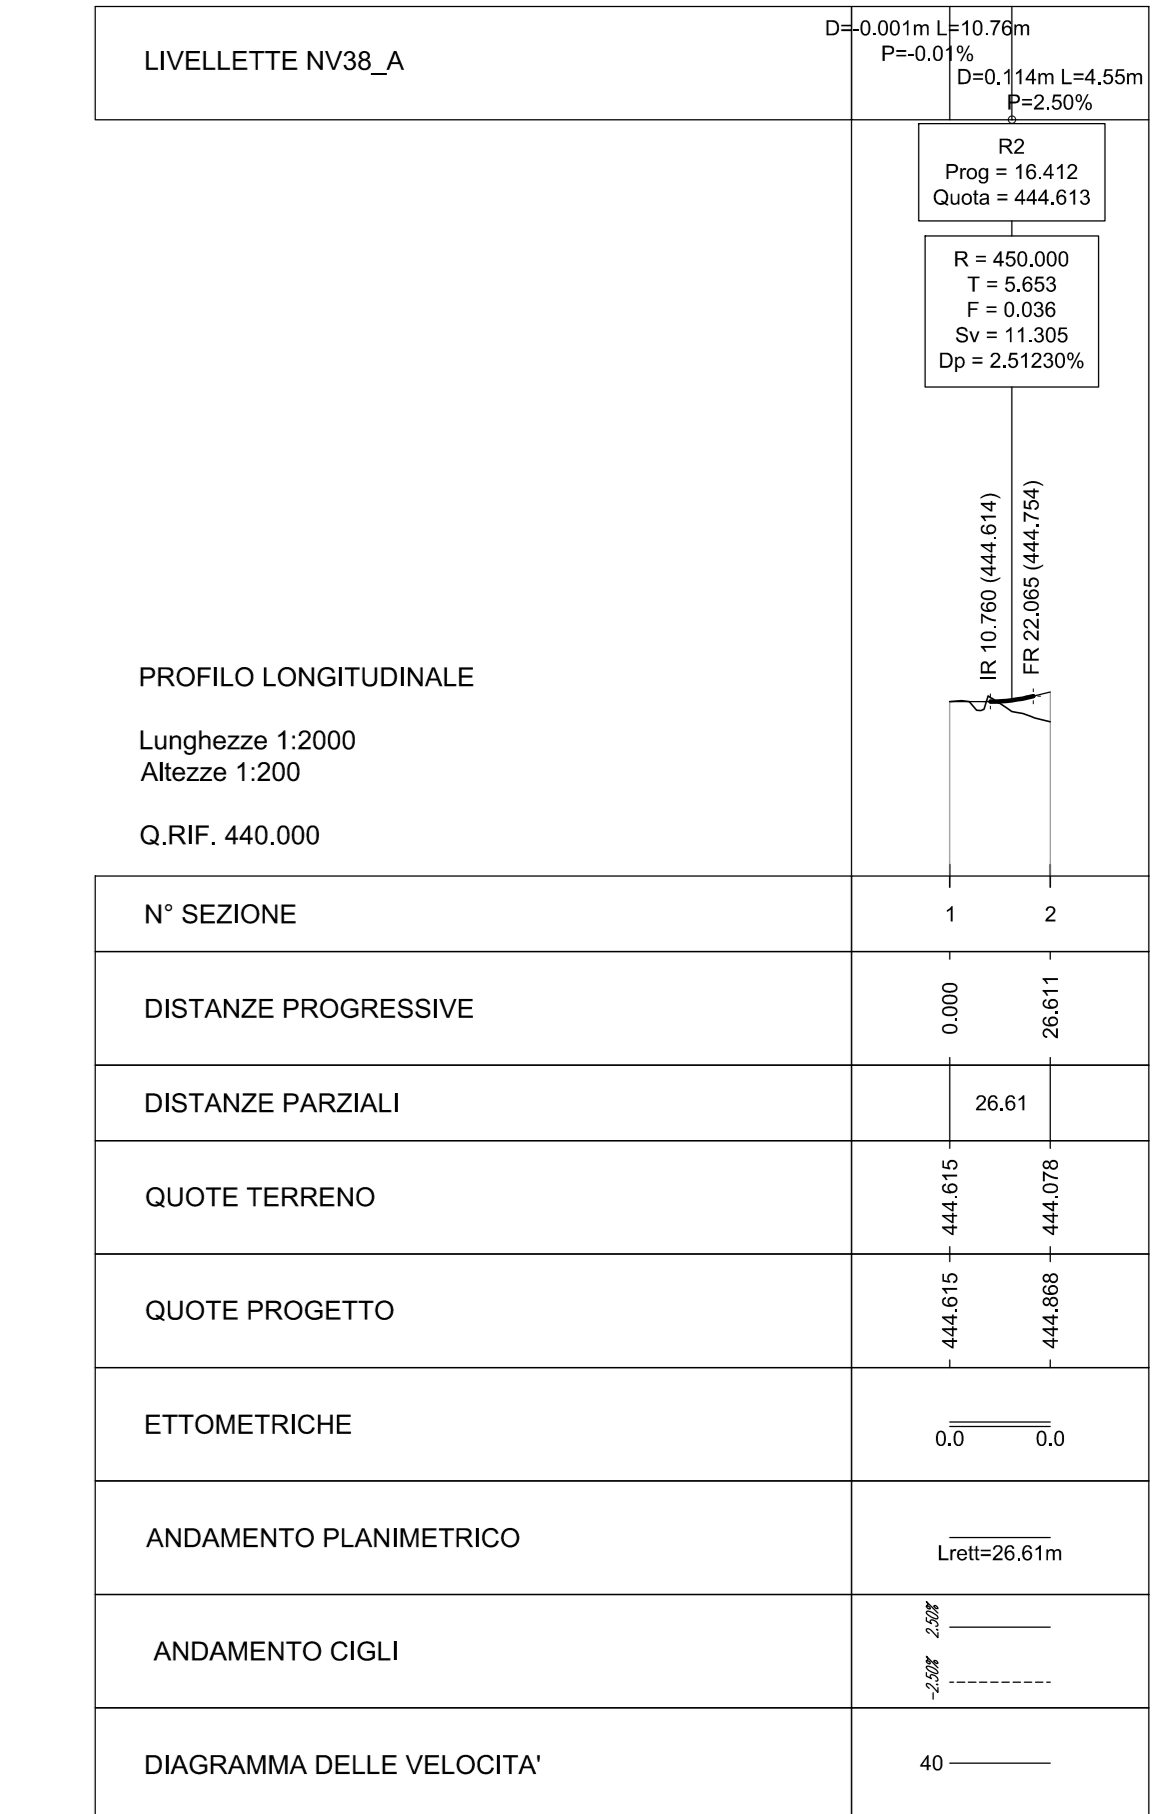 LIVELLETTE NV38_A
D=-0.001m L=10.76m
P=-0.01%
D=0.114m L=4.55m
P=2.50%
R2
Prog = 16.412
Quota = 444.613
R = 450.000
T = 5.653
F = 0.036
Sv = 11.305
Dp = 2.51230%
IR 10.760 (444.614)
FR 22.065 (444.754)
PROFILO LONGITUDINALE
Lunghezze 1:2000
Altezze 1:200
Q.RIF. 440.000
N° SEZIONE
1
2
DISTANZE PROGRESSIVE
0.000
26.611
DISTANZE PARZIALI
26.61
QUOTE TERRENO
444.615
444.078
QUOTE PROGETTO
444.615
444.868
ETTOMETRICHE
0.0
0.0
ANDAMENTO PLANIMETRICO
Lrett=26.61m
ANDAMENTO CIGLI
2.50%
-2.50%
DIAGRAMMA DELLE VELOCITA'
40